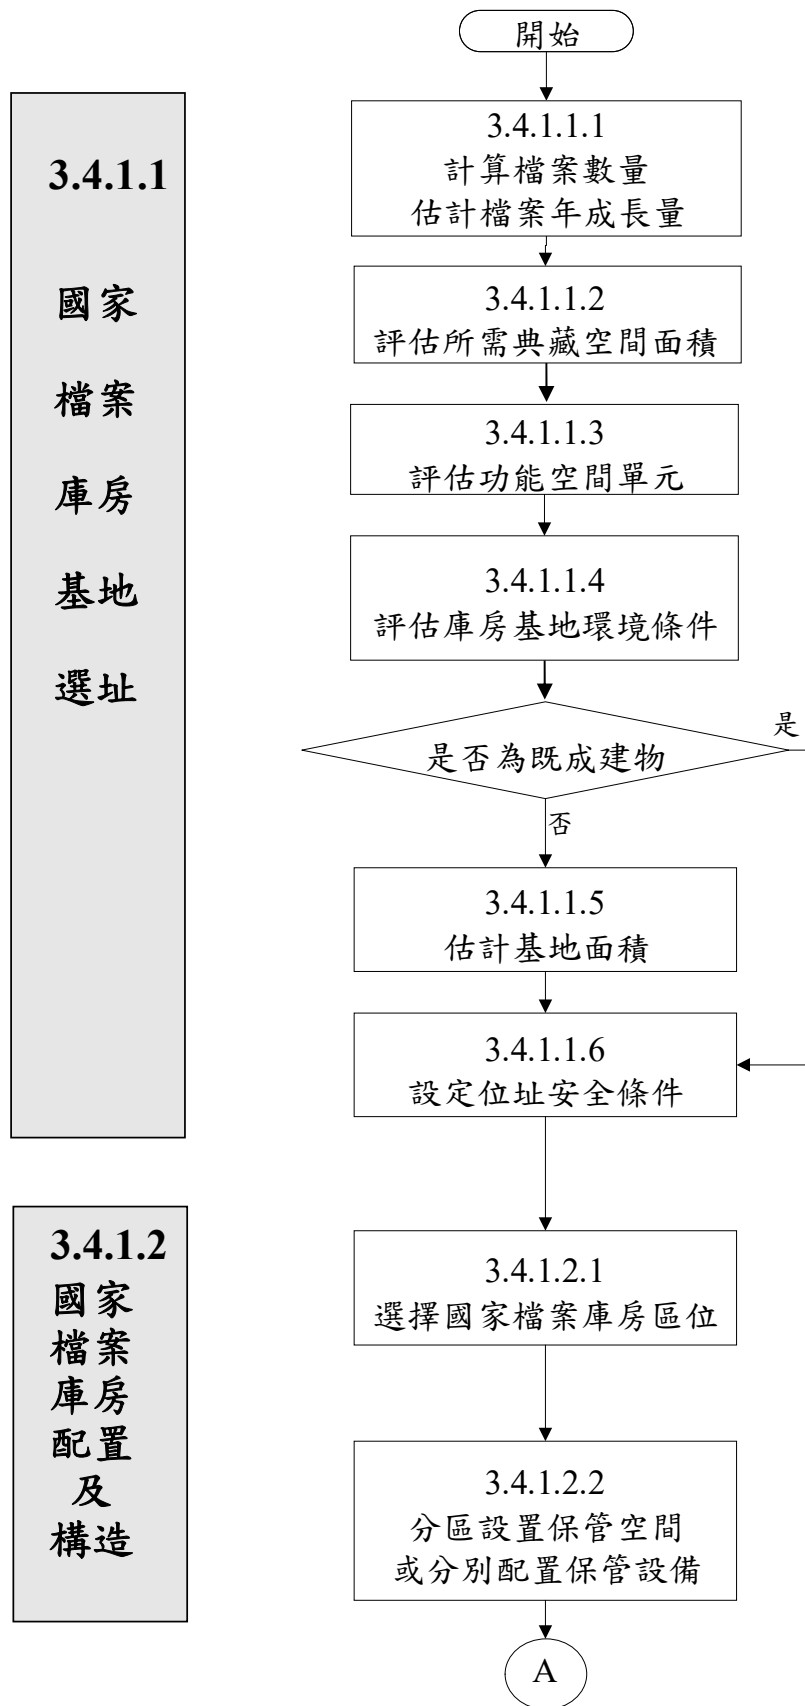 開始
3.4.1.1
國家
檔案
庫房
基地
選址
3.4.1.1.1
計算檔案數量
估計檔案年成長量
3.4.1.1.2
評估所需典藏空間面積
3.4.1.1.3
評估功能空間單元
3.4.1.1.4
評估庫房基地環境條件
是否為既成建物
是
否
3.4.1.1.5
估計基地面積
3.4.1.1.6
設定位址安全條件
3.4.1.2
國家
檔案
庫房
配置
及
構造
3.4.1.2.1
選擇國家檔案庫房區位
3.4.1.2.2
分區設置保管空間
或分別配置保管設備
A